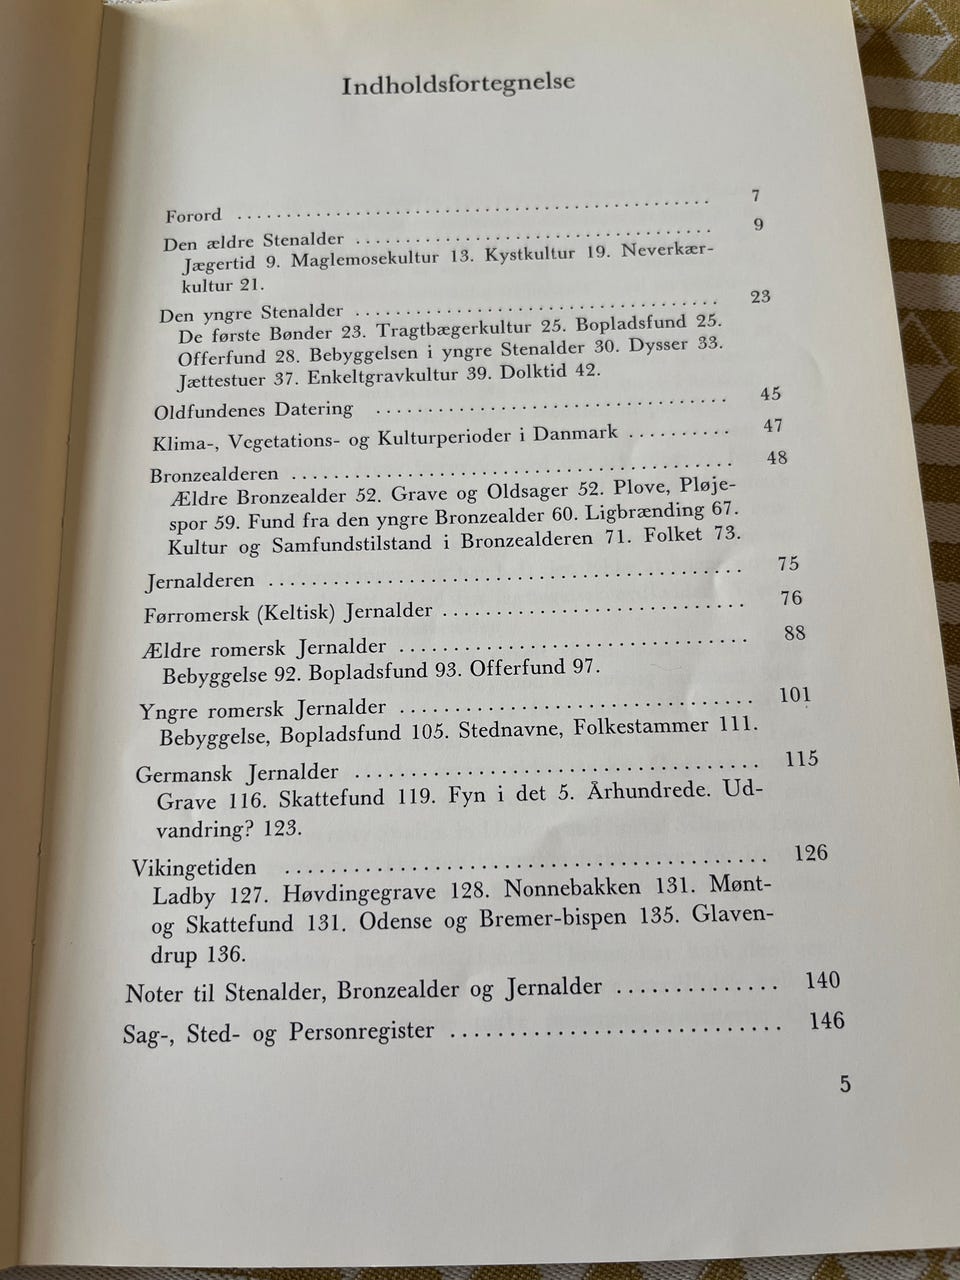 Indholdsfortegnelse
Forord ................................................ 7
Den ældre Stenalder .................................... 9
Jægertid 9. Maglemosekultur 13. Kystkultur 19. Neverkær-
kultur 21.
Den yngre Stenalder .................................... 23
De første Bønder 23. Tragtbægerkultur 25. Bopladsfund 25.
Offerfund 28. Bebyggelsen i yngre Stenalder 30. Dysser 33.
Jættestuer 37. Enkeltgravkultur 39. Dolktid 42.
Oldfundenes Datering .................................. 45
Klima-, Vegetations- og Kulturperioder i Danmark .......... 47
Bronzealderen .......................................... 48
Ældre Bronzealder 52. Grave og Oldsager 52. Plove, Pløje-
spor 59. Fund fra den yngre Bronzealder 60. Ligbrænding 67.
Kultur og Samfundstilstand i Bronzealderen 71. Folket 73.
Jernalderen ............................................ 75
Førromersk (Keltisk) Jernalder ............................ 76
Ældre romersk Jernalder ................................ 88
Bebyggelse 92. Bopladsfund 93. Offerfund 97.
Yngre romersk Jernalder ................................ 101
Bebyggelse, Bopladsfund 105. Stednavne, Folkestammer 111.
Germansk Jernalder .................................... 115
Grave 116. Skattefund 119. Fyn i det 5. Århundrede. Ud-
vandring? 123.
Vikingetiden .......................................... 126
Ladby 127. Høvdingegrave 128. Nonnebakken 131. Mønt-
og Skattefund 131. Odense og Bremer-bispen 135. Glaven-
drup 136.
Noter til Stenalder, Bronzealder og Jernalder .............. 140
Sag-, Sted- og Personregister ............................ 146
5